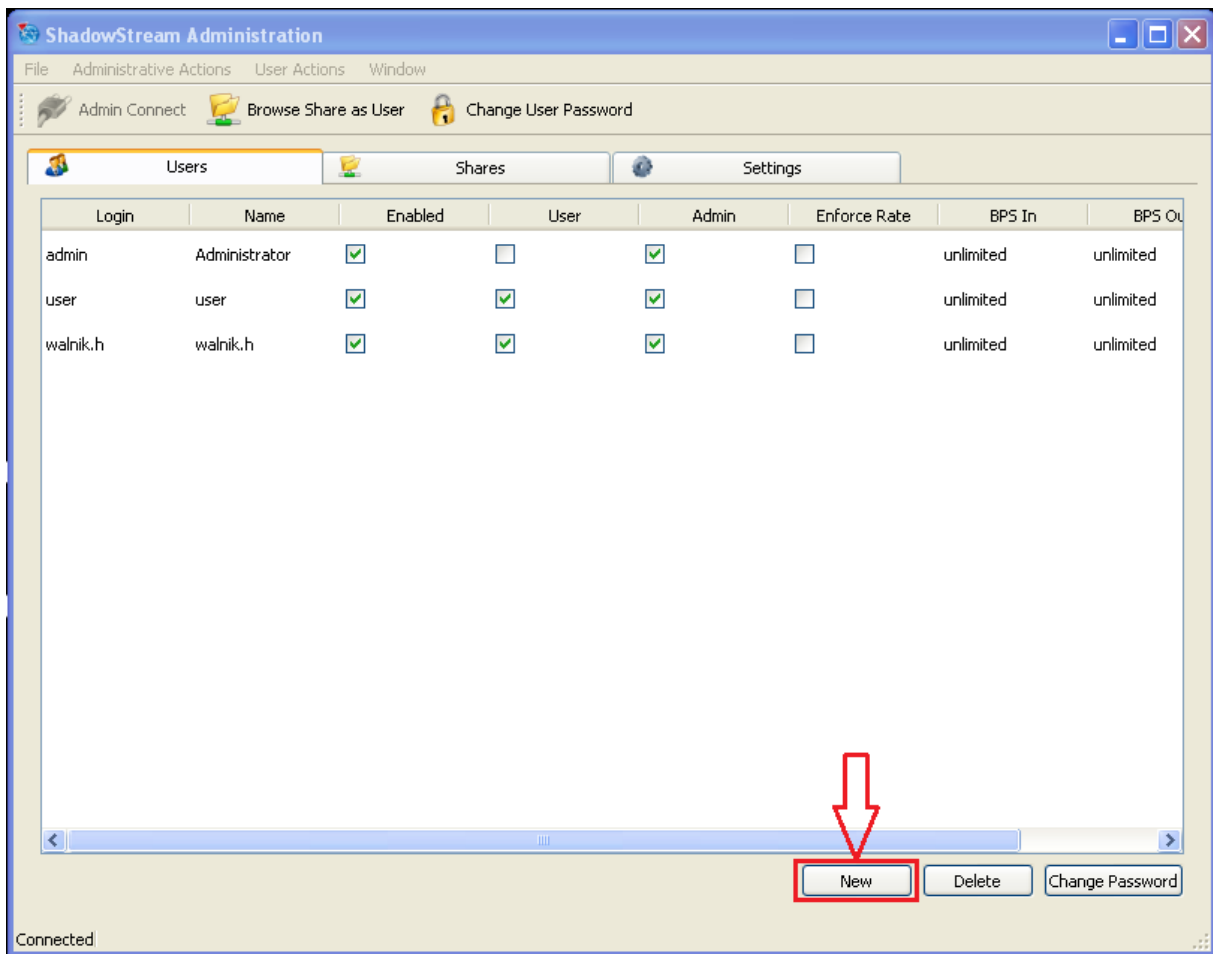 ShadowStream Administration
File Administrative Actions User Actions Window
Admin Connect Browse Share as User Change User Password
Users Shares Settings
Login Name Enabled User Admin Enforce Rate BPS In BPS Ou
admin Administrator unlimited unlimited
user user unlimited unlimited
walnik.h walnik.h unlimited unlimited
New Delete Change Password
Connected